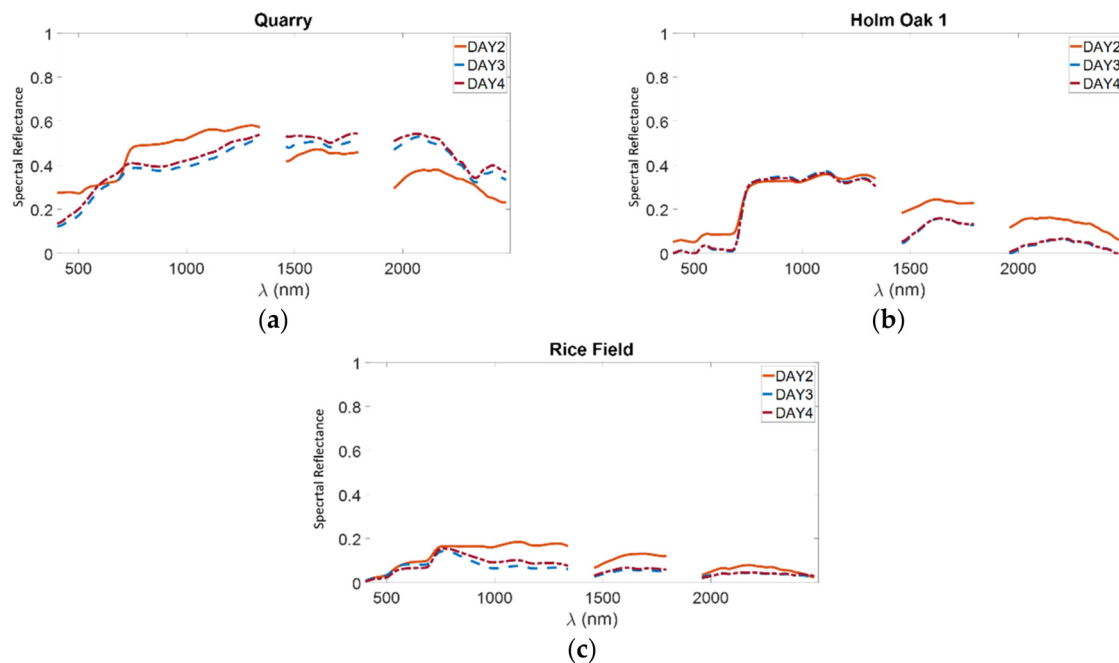 Quarry
DAY2
DAY3
DAY4
1
0.8
0.6
0.4
0.2
0
Specrtal Reflectance
500 1000 1500 2000
λ (nm)
(a)
Holm Oak 1
DAY2
DAY3
DAY4
1
0.8
0.6
0.4
0.2
0
Specrtal Reflectance
500 1000 1500 2000
λ (nm)
(b)
Rice Field
DAY2
DAY3
DAY4
1
0.8
0.6
0.4
0.2
0
Specrtal Reflectance
500 1000 1500 2000
λ (nm)
(c)